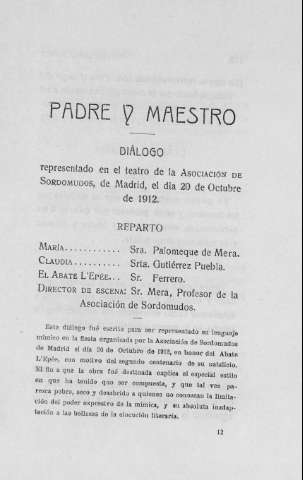 PADRE Y MAESTRO
DIÁLOGO
representado en el teatro de la ASOCIACIÓN DE
SORDOMUDOS, de Madrid, el día 20 de Octubre
de 1912.
REPARTO
MARÍA............ Sra. Palomeque de Mera.
CLAUDIA.......... Srta. Gutiérrez Puebla.
EL ABATE L'EPÉE... Sr. Ferrero.
DIRECTOR DE ESCENA: Sr. Mera, Profesor de la
Asociación de Sordomudos.
Este diálogo fué escrito para ser representado en lenguaje
mímico en la fiesta organizada por la Asociación de Sordomudos
de Madrid el día 20 de Octubre de 1912, en honor del Abate
L'Epée, con motivo del segundo centenario de su natalicio.
El fin a que la obra fué destinada explica el especial estilo
en que ha tenido que ser compuesta, y que tal vez pa-
rezca pobre, seco y desabrido a quienes no conozcan la limita-
ción del poder expresivo de la mímica, y su absoluta inadap-
tación a las bellezas de la elocución literaria.
12